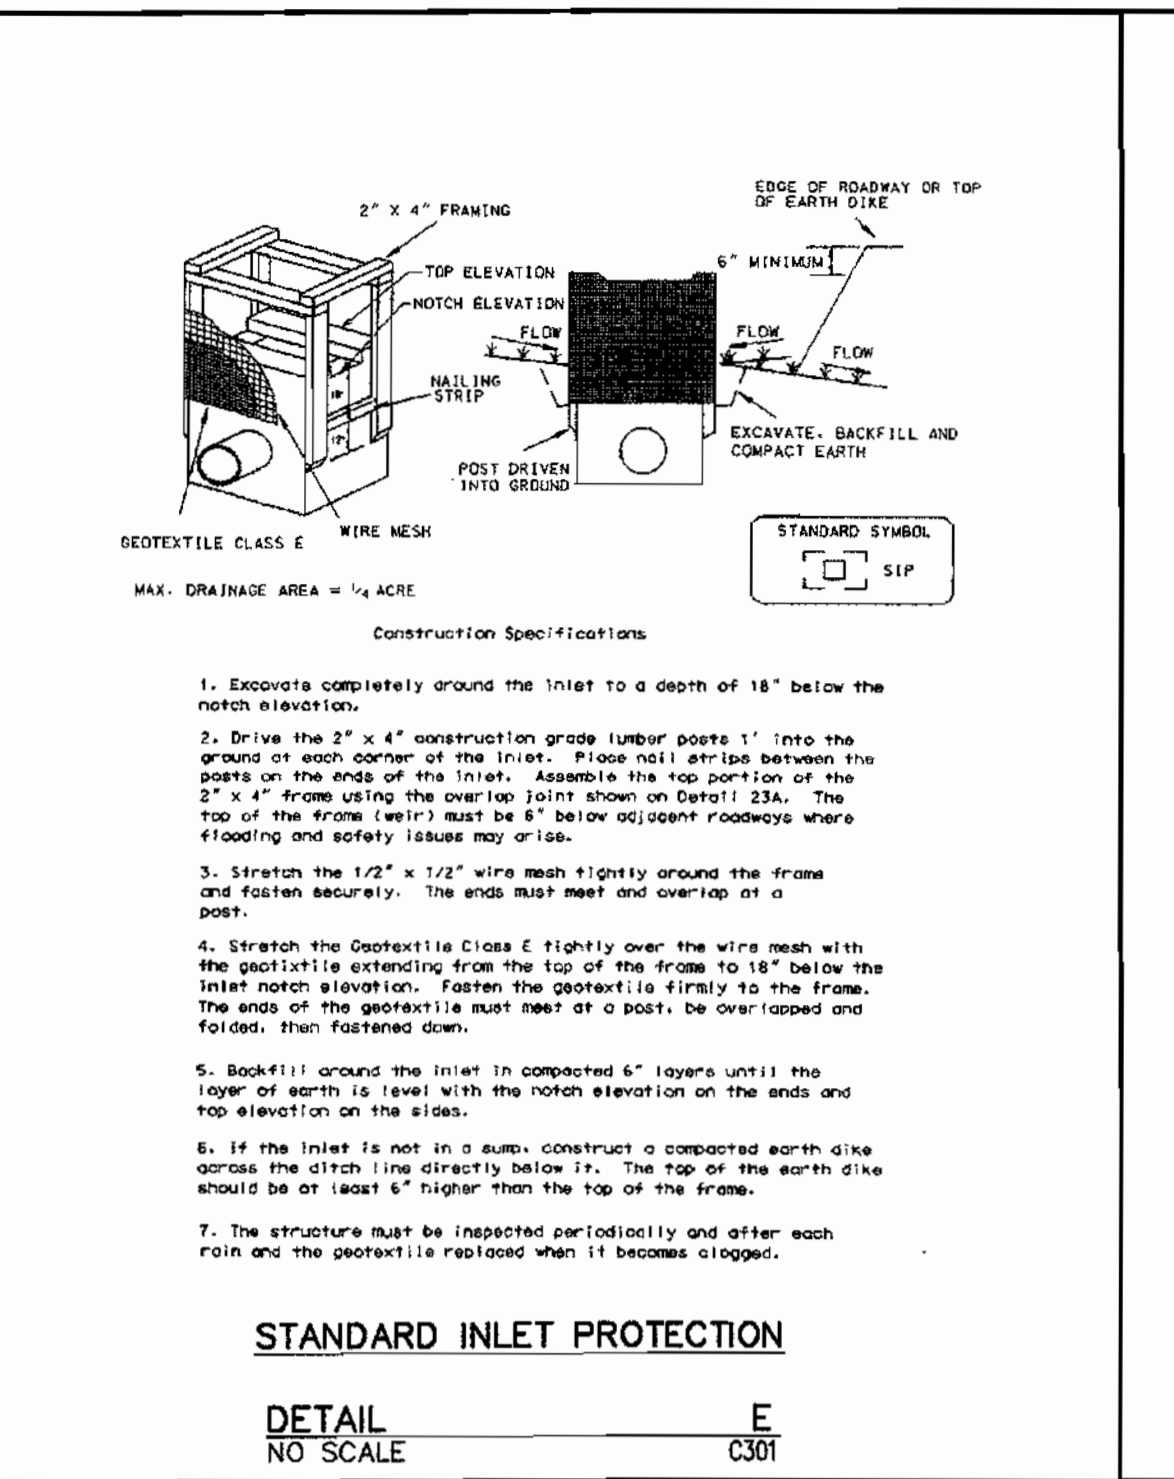 EDGE OF ROADWAY OR TOP
OF EARTH DIKE
2" X 4" FRAMING
6" MINIMUM
TOP ELEVATION
NOTCH ELEVATION
FLOW
FLOW
FLOW
NAILING
STRIP
18"
12"
EXCAVATE, BACKFILL AND
COMPACT EARTH
POST DRIVEN
INTO GROUND
WIRE MESH
GEOTEXTILE CLASS E
STANDARD SYMBOL
SIP
MAX. DRAINAGE AREA = 1/4 ACRE
Construction Specifications
1. Excavate completely around the inlet to a depth of 18" below the
notch elevation.
2. Drive the 2" x 4" construction grade lumber posts 1' into the
ground at each corner of the inlet. Place nail strips between the
posts on the ends of the inlet. Assemble the top portion of the
2" x 4" frame using the overlap joint shown on Detail 23A. The
top of the frame (weir) must be 6" below adjacent roadways where
flooding and safety issues may arise.
3. Stretch the 1/2" x 1/2" wire mesh tightly around the frame
and fasten securely. The ends must meet and overlap at a
post.
4. Stretch the Geotextile Class E tightly over the wire mesh with
the geotixtile extending from the top of the frame to 18" below the
inlet notch elevation. Fasten the geotextile firmly to the frame.
The ends of the geotextile must meet at a post, be overlapped and
folded, then fastened down.
5. Backfill around the inlet in compacted 6" layers until the
layer of earth is level with the notch elevation on the ends and
top elevation on the sides.
6. If the inlet is not in a sump, construct a compacted earth dike
across the ditch line directly below it. The top of the earth dike
should be at least 6" higher than the top of the frame.
7. The structure must be inspected periodically and after each
rain and the geotextile replaced when it becomes clogged.
STANDARD INLET PROTECTION
DETAIL E
NO SCALE C301